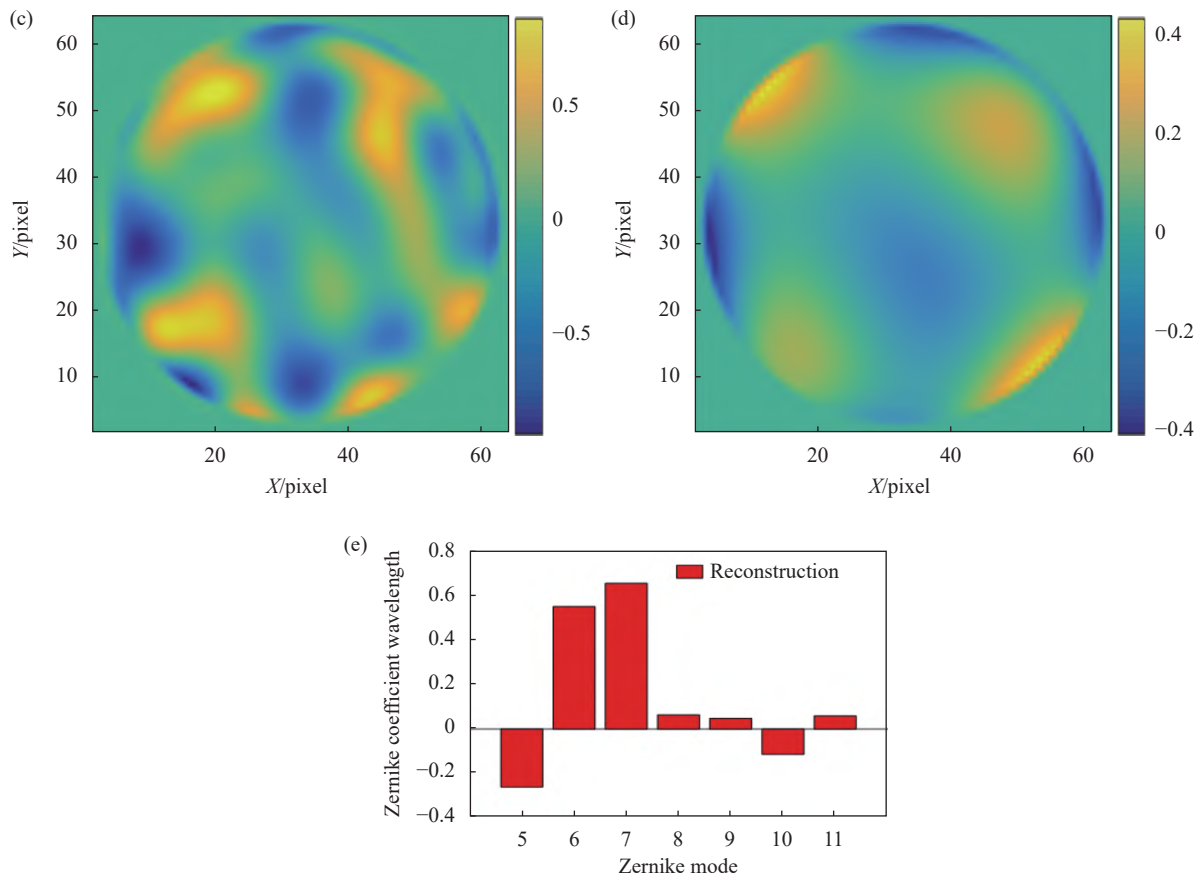 (c)
60
50
40
30
20
10
Y/pixel
20 40 60
X/pixel
0.5
0
−0.5
(d)
60
50
40
30
20
10
Y/pixel
20 40 60
X/pixel
0.4
0.2
0
−0.2
−0.4
(e)
Zernike coefficient wavelength
0.8
0.6
0.4
0.2
0
−0.2
−0.4
Reconstruction
5 6 7 8 9 10 11
Zernike mode